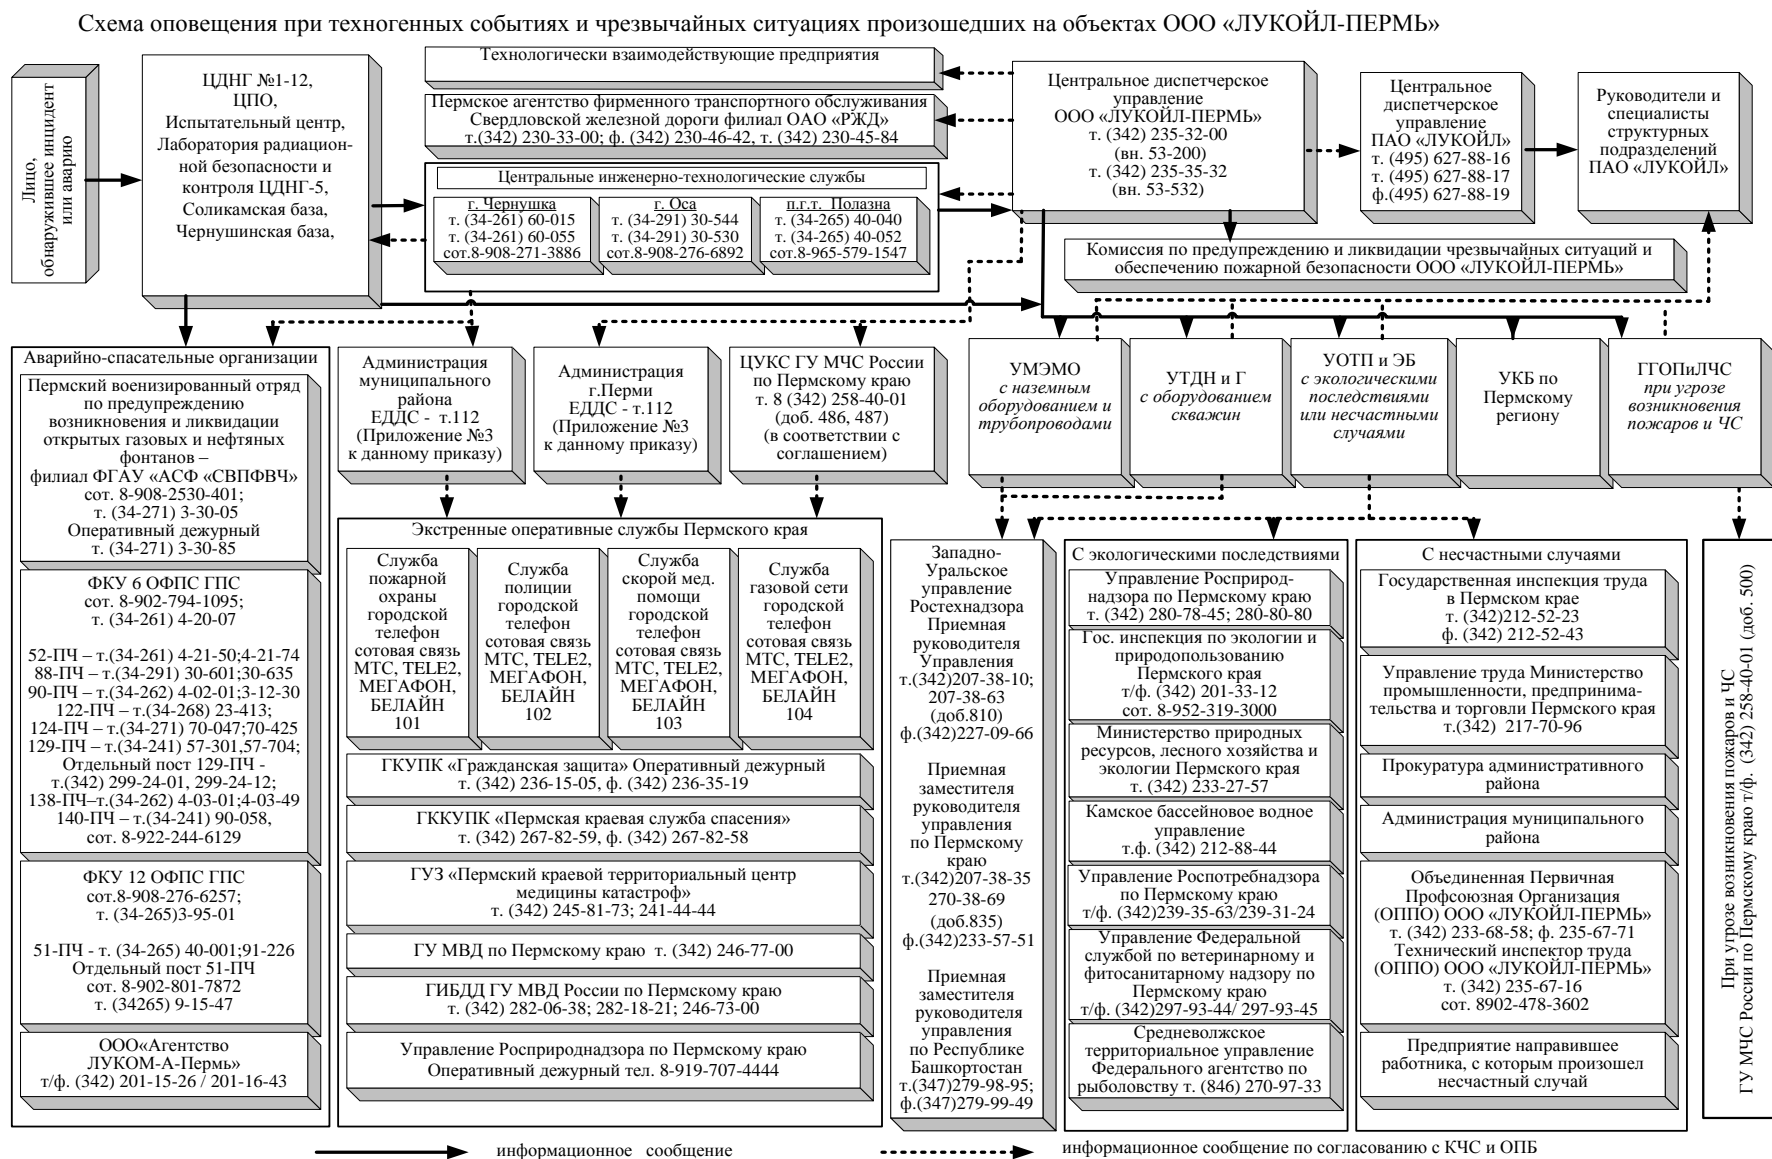 Схема оповещения при техногенных событиях и чрезвычайных ситуациях произошедших на объектах ООО «ЛУКОЙЛ-ПЕРМЬ»
Лицо,
обнаружившее инцидент
или аварию
ЦДНГ №1-12,
ЦПО,
Испытательный центр,
Лаборатория радиацион-
ной безопасности и
контроля ЦДНГ-5,
Соликамская база,
Чернушинская база,
Технологически взаимодействующие предприятия
Пермское агентство фирменного транспортного обслуживания
Свердловской железной дороги филиал ОАО «РЖД»
т.(342) 230-33-00; ф. (342) 230-46-42, т. (342) 230-45-84
Центральные инженерно-технологические службы
г. Чернушка
т. (34-261) 60-015
т. (34-261) 60-055
сот.8-908-271-3886
г. Оса
т. (34-291) 30-544
т. (34-291) 30-530
сот.8-908-276-6892
п.г.т. Полазна
т. (34-265) 40-040
т. (34-265) 40-052
сот.8-965-579-1547
Центральное диспетчерское
управление
ООО «ЛУКОЙЛ-ПЕРМЬ»
т. (342) 235-32-00
(вн. 53-200)
т. (342) 235-35-32
(вн. 53-532)
Центральное
диспетчерское
управление
ПАО «ЛУКОЙЛ»
т. (495) 627-88-16
т. (495) 627-88-17
ф.(495) 627-88-19
Руководители и
специалисты
структурных
подразделений
ПАО «ЛУКОЙЛ»
Комиссия по предупреждению и ликвидации чрезвычайных ситуаций и
обеспечению пожарной безопасности ООО «ЛУКОЙЛ-ПЕРМЬ»
Аварийно-спасательные организации
Пермский военизированный отряд
по предупреждению
возникновения и ликвидации
открытых газовых и нефтяных
фонтанов –
филиал ФГАУ «АСФ «СВПФВЧ»
сот. 8-908-2530-401;
т. (34-271) 3-30-05
Оперативный дежурный
т. (34-271) 3-30-85
ФКУ 6 ОФПС ГПС
сот. 8-902-794-1095;
т. (34-261) 4-20-07
52-ПЧ – т.(34-261) 4-21-50;4-21-74
88-ПЧ – т.(34-291) 30-601;30-635
90-ПЧ – т.(34-262) 4-02-01;3-12-30
122-ПЧ – т.(34-268) 23-413;
124-ПЧ – т.(34-271) 70-047;70-425
129-ПЧ – т.(34-241) 57-301,57-704;
Отдельный пост 129-ПЧ -
т.(342) 299-24-01, 299-24-12;
138-ПЧ–т.(34-262) 4-03-01;4-03-49
140-ПЧ – т.(34-241) 90-058,
сот. 8-922-244-6129
ФКУ 12 ОФПС ГПС
сот.8-908-276-6257;
т. (34-265)3-95-01
51-ПЧ - т. (34-265) 40-001;91-226
Отдельный пост 51-ПЧ
сот. 8-902-801-7872
т. (34265) 9-15-47
ООО«Агентство
ЛУКОМ-А-Пермь»
т/ф. (342) 201-15-26 / 201-16-43
Администрация
муниципального
района
ЕДДС - т.112
(Приложение №3
к данному приказу)
Администрация
г.Перми
ЕДДС - т.112
(Приложение №3
к данному приказу)
ЦУКС ГУ МЧС России
по Пермскому краю
т. 8 (342) 258-40-01
(доб. 486, 487)
(в соответствии с
соглашением)
УМЭМО
с наземным
оборудованием и
трубопроводами
УТДН и Г
с оборудованием
скважин
УОТП и ЭБ
с экологическими
последствиями
или несчастными
случаями
УКБ по
Пермскому
региону
ГГОПиЛЧС
при угрозе
возникновения
пожаров и ЧС
Экстренные оперативные службы Пермского края
Служба
пожарной
охраны
городской
телефон
сотовая связь
МТС, TELE2,
МЕГАФОН,
БЕЛАЙН
101
Служба
полиции
городской
телефон
сотовая связь
МТС, TELE2,
МЕГАФОН,
БЕЛАЙН
102
Служба
скорой мед.
помощи
городской
телефон
сотовая связь
МТС, TELE2,
МЕГАФОН,
БЕЛАЙН
103
Служба
газовой сети
городской
телефон
сотовая связь
МТС, TELE2,
МЕГАФОН,
БЕЛАЙН
104
ГКУПК «Гражданская защита» Оперативный дежурный
т. (342) 236-15-05, ф. (342) 236-35-19
ГККУПК «Пермская краевая служба спасения»
т. (342) 267-82-59, ф. (342) 267-82-58
ГУЗ «Пермский краевой территориальный центр
медицины катастроф»
т. (342) 245-81-73; 241-44-44
ГУ МВД по Пермскому краю т. (342) 246-77-00
ГИБДД ГУ МВД России по Пермскому краю
т. (342) 282-06-38; 282-18-21; 246-73-00
Управление Росприроднадзора по Пермскому краю
Оперативный дежурный тел. 8-919-707-4444
Западно-
Уральское
управление
Ростехнадзора
Приемная
руководителя
Управления
т.(342)207-38-10;
207-38-63
(доб.810)
ф.(342)227-09-66
Приемная
заместителя
руководителя
управления
по Пермскому
краю
т.(342)207-38-35
270-38-69
(доб.835)
ф.(342)233-57-51
Приемная
заместителя
руководителя
управления
по Республике
Башкортостан
т.(347)279-98-95;
ф.(347)279-99-49
С экологическими последствиями
Управление Росприрод-
надзора по Пермскому краю
т. (342) 280-78-45; 280-80-80
Гос. инспекция по экологии и
природопользованию
Пермского края
т/ф. (342) 201-33-12
сот. 8-952-319-3000
Министерство природных
ресурсов, лесного хозяйства и
экологии Пермского края
т. (342) 233-27-57
Камское бассейновое водное
управление
т.ф. (342) 212-88-44
Управление Роспотребнадзора
по Пермскому краю
т/ф. (342)239-35-63/239-31-24
Управление Федеральной
службой по ветеринарному и
фитосанитарному надзору по
Пермскому краю
т/ф. (342)297-93-44/ 297-93-45
Средневолжское
территориальное управление
Федерального агентство по
рыболовству т. (846) 270-97-33
С несчастными случаями
Государственная инспекция труда
в Пермском крае
т. (342)212-52-23
ф. (342) 212-52-43
Управление труда Министерство
промышленности, предпринима-
тельства и торговли Пермского края
т.(342) 217-70-96
Прокуратура административного
района
Администрация муниципального
района
Объединенная Первичная
Профсоюзная Организация
(ОППО) ООО «ЛУКОЙЛ-ПЕРМЬ»
т. (342) 233-68-58; ф. 235-67-71
Технический инспектор труда
(ОППО) ООО «ЛУКОЙЛ-ПЕРМЬ»
т. (342) 235-67-16
сот. 8902-478-3602
Предприятие направившее
работника, с которым произошел
несчастный случай
При угрозе возникновения пожаров и ЧС
ГУ МЧС России по Пермскому краю т/ф. (342) 258-40-01 (доб. 500)
информационное сообщение
информационное сообщение по согласованию с КЧС и ОПБ